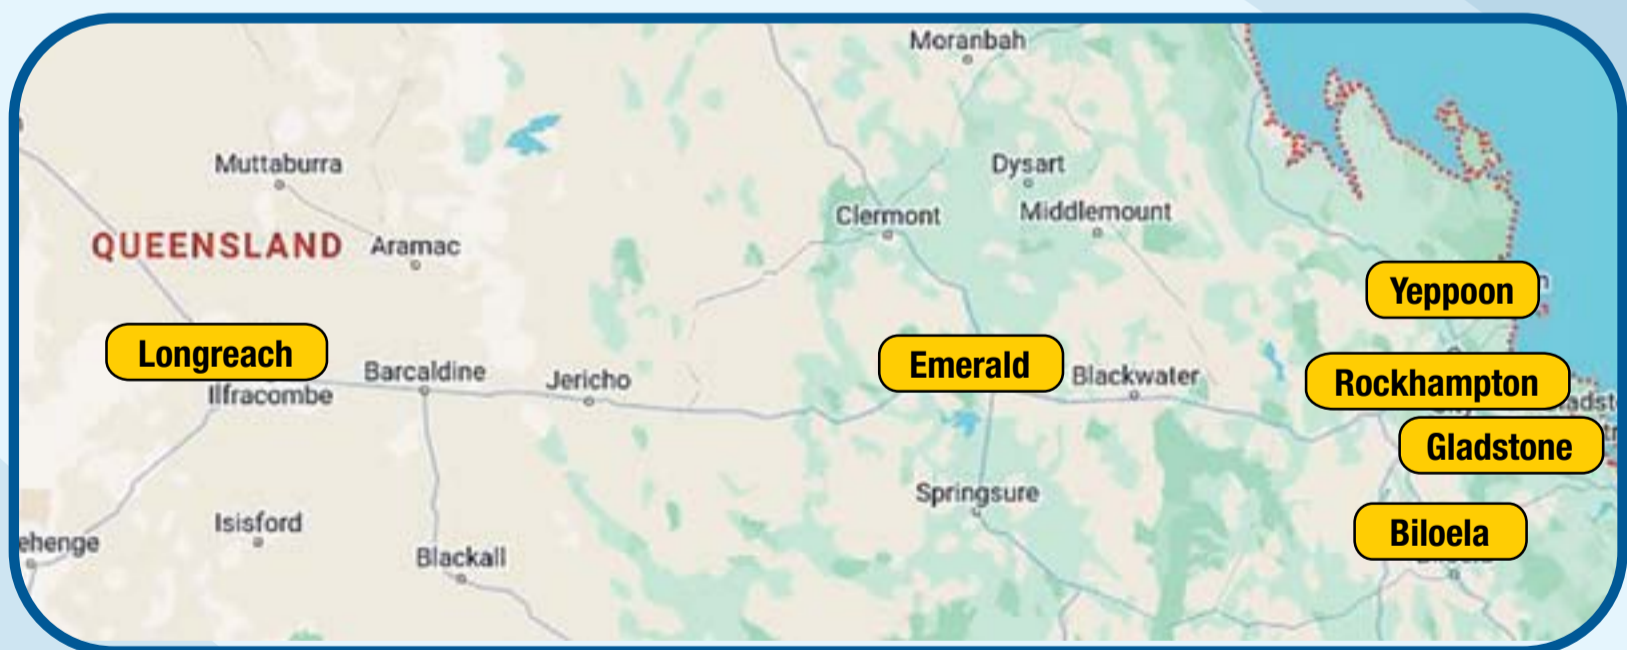 Moranbah
Muttaburra
Dysart
Clermont
Middlemount
QUEENSLAND
Aramac
Yeppoon
Longreach
Barcaldine
Jericho
Emerald
Blackwater
Rockhampton
Ilfracombe
Gladstone
Springsure
Isisford
Biloela
ehenge
Blackall